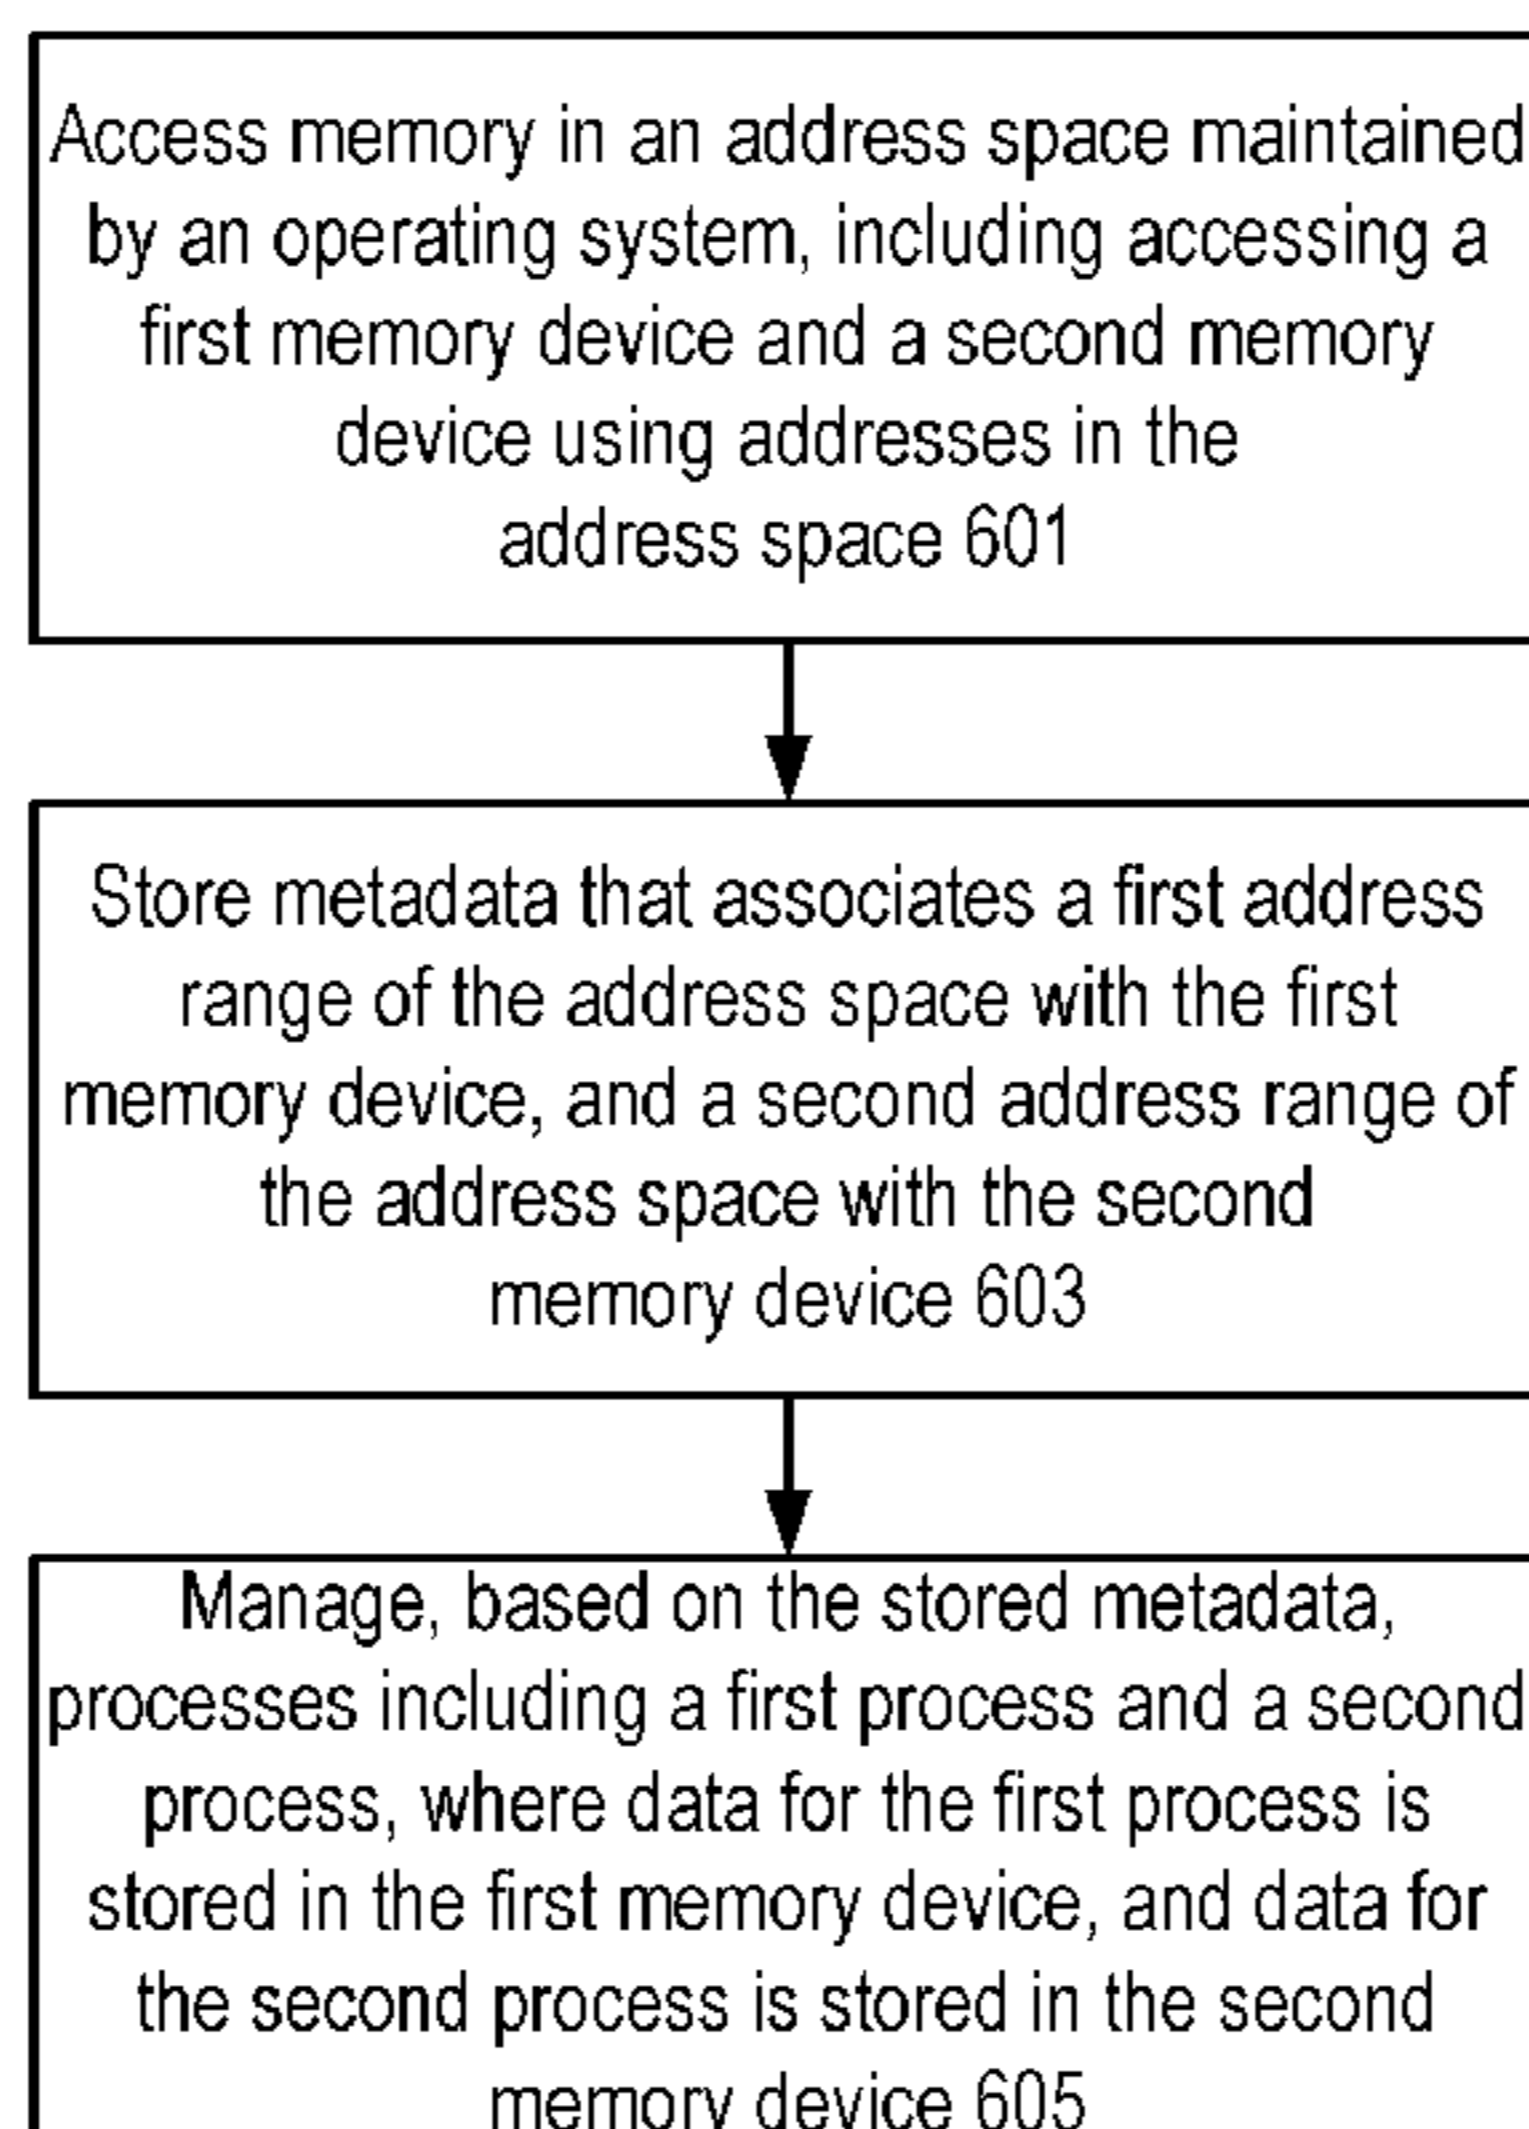 Access memory in an address space maintained
by an operating system, including accessing a
first memory device and a second memory
device using addresses in the
address space 601
Store metadata that associates a first address
range of the address space with the first
memory device, and a second address range of
the address space with the second
memory device 603
Manage, based on the stored metadata,
processes including a first process and a second
process, where data for the first process is
stored in the first memory device, and data for
the second process is stored in the second
memory device 605